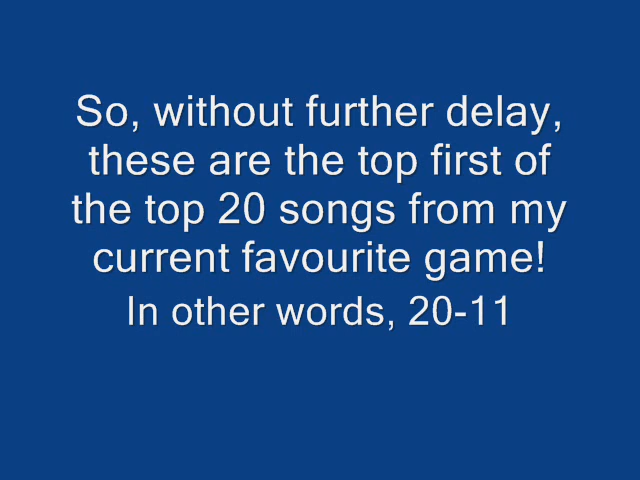 So, without further delay,
these are the top first of
the top 20 songs from my
current favourite game!
In other words, 20-11